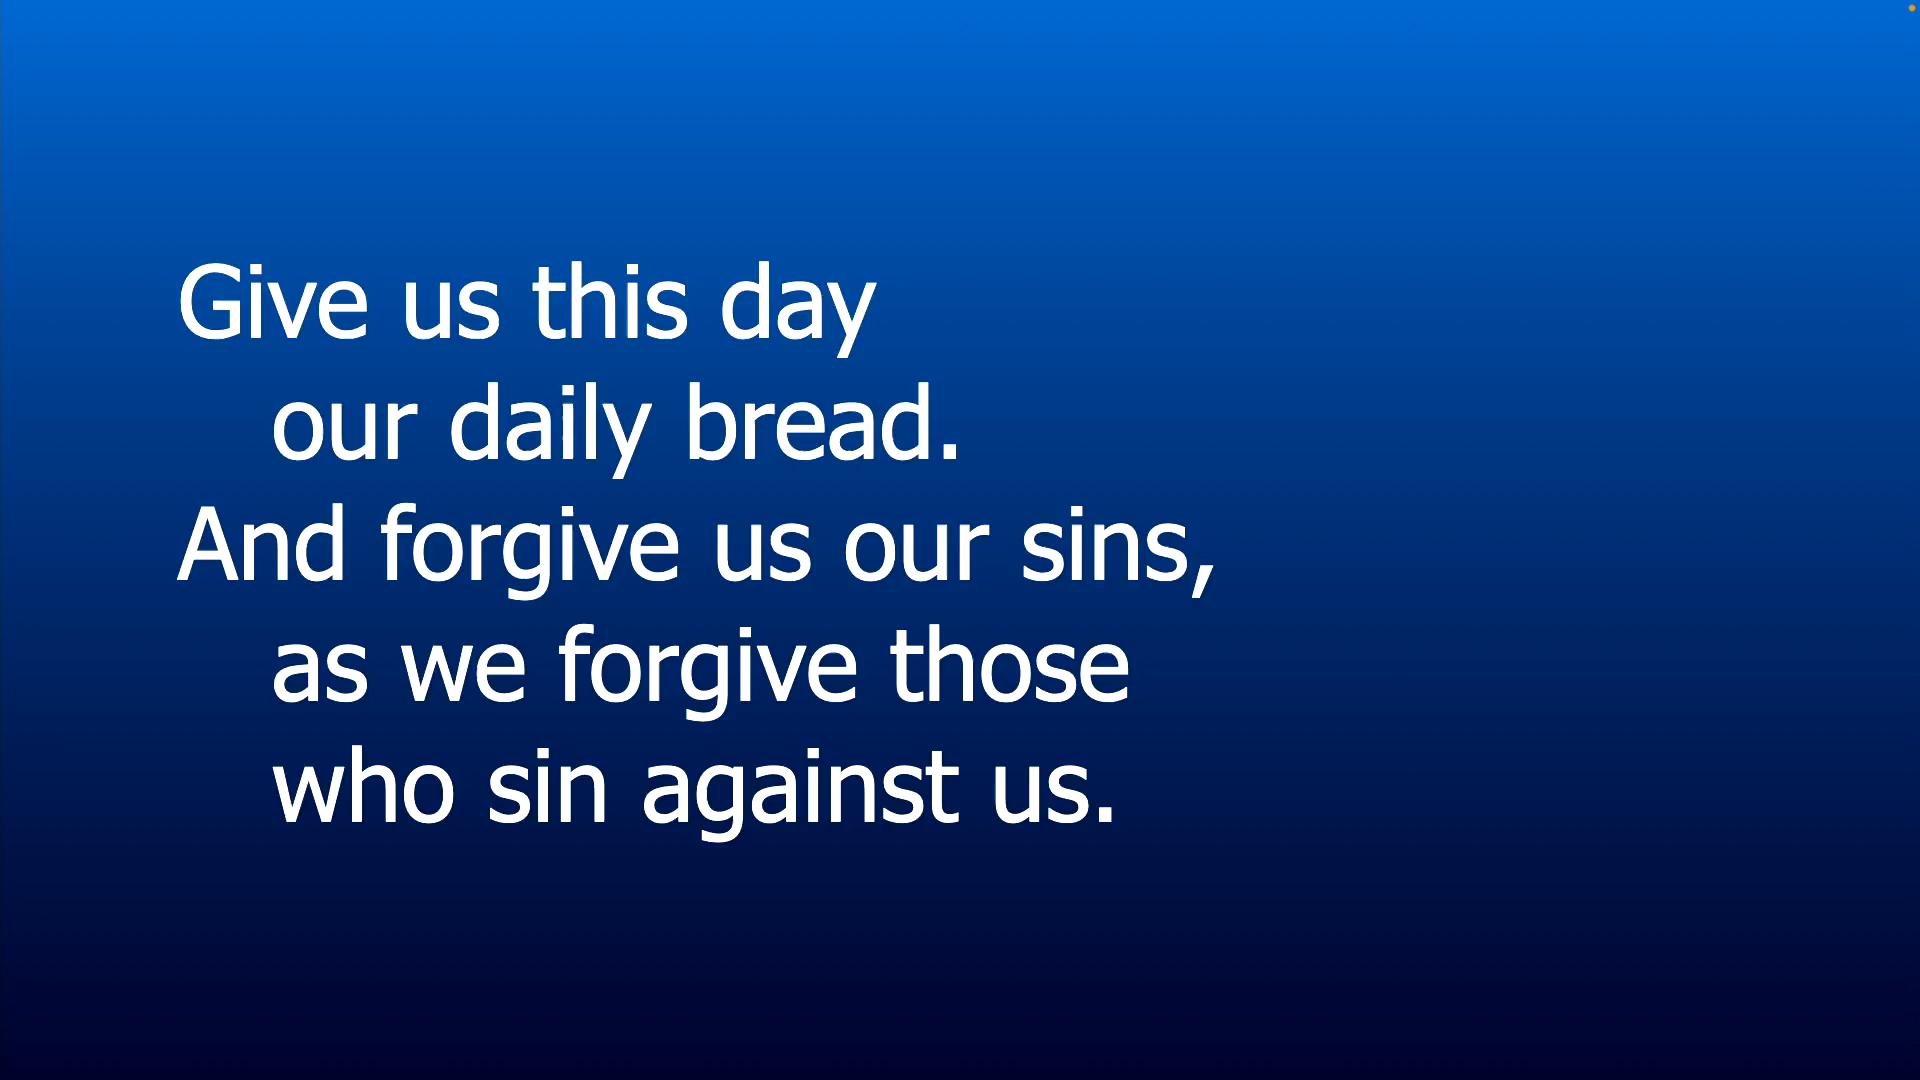 Give us this day
our daily bread.
And forgive us our sins,
as we forgive those
who sin against us.